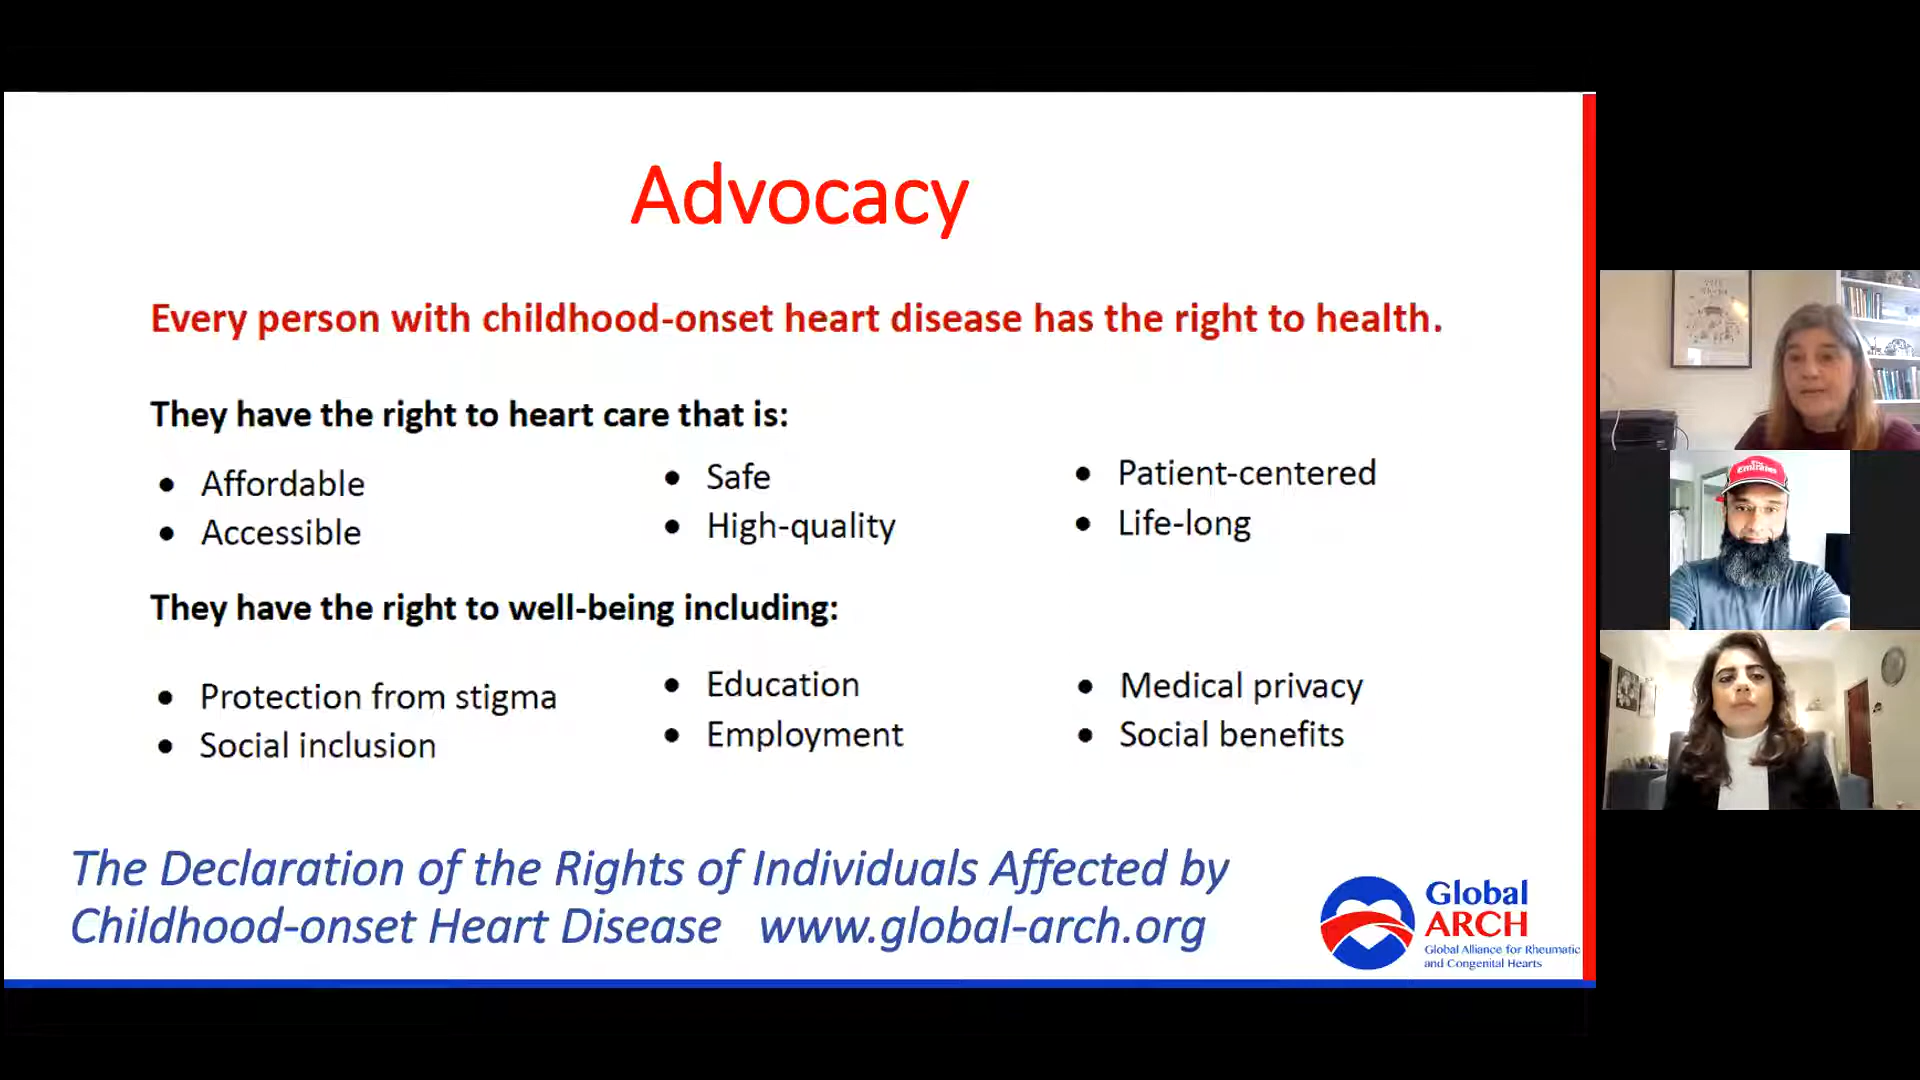 Advocacy
Every person with childhood-onset heart disease has the right to health.
They have the right to heart care that is:
• Affordable
• Accessible
• Safe
• High-quality
• Patient-centered
• Life-long
They have the right to well-being including:
• Protection from stigma
• Social inclusion
• Education
• Employment
• Medical privacy
• Social benefits
The Declaration of the Rights of Individuals Affected by
Childhood-onset Heart Disease www.global-arch.org
Global
ARCH
Global Alliance for Rheumatic
and Congenital Hearts
Emirates